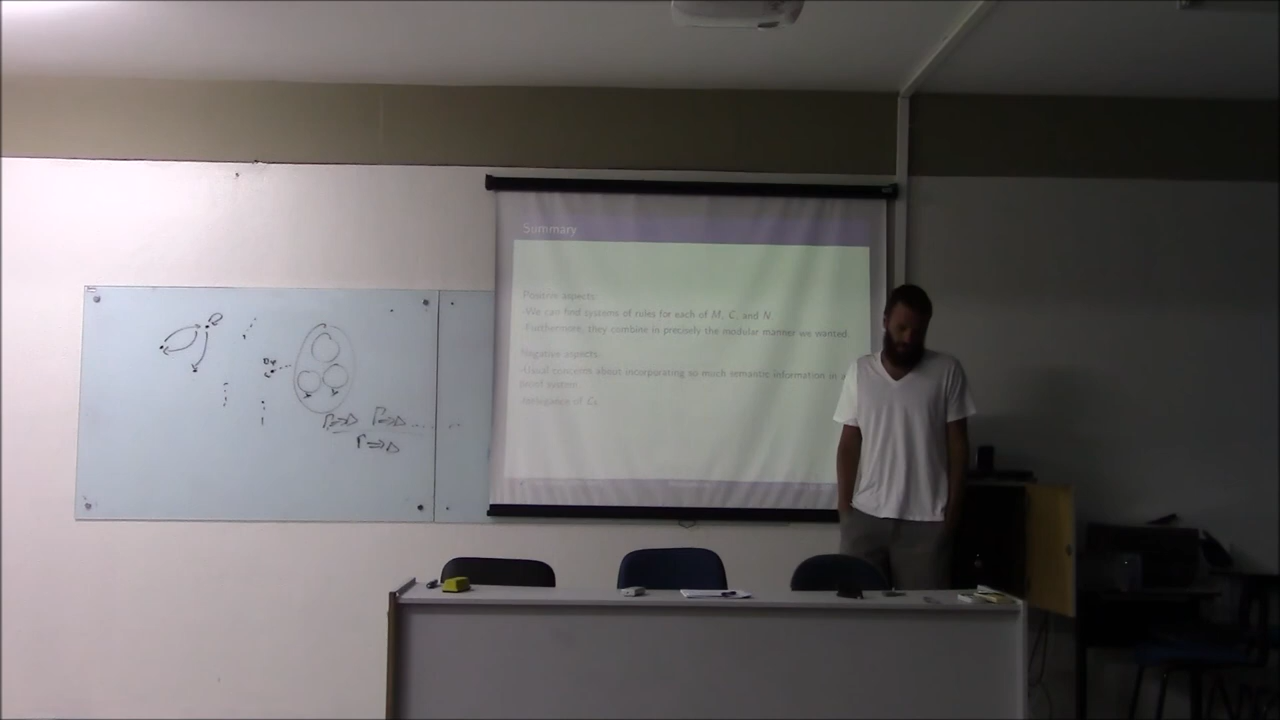 Summary
Positive aspects:
-We can find systems of rules for each of M, C, and N.
-Furthermore, they combine in precisely the modular manner we wanted.
Negative aspects:
-Usual concerns about incorporating so much semantic information in a
proof system.
-Inelegance of C
Γ⇒Δ Γ⇒Δ ......
Γ⇒Δ